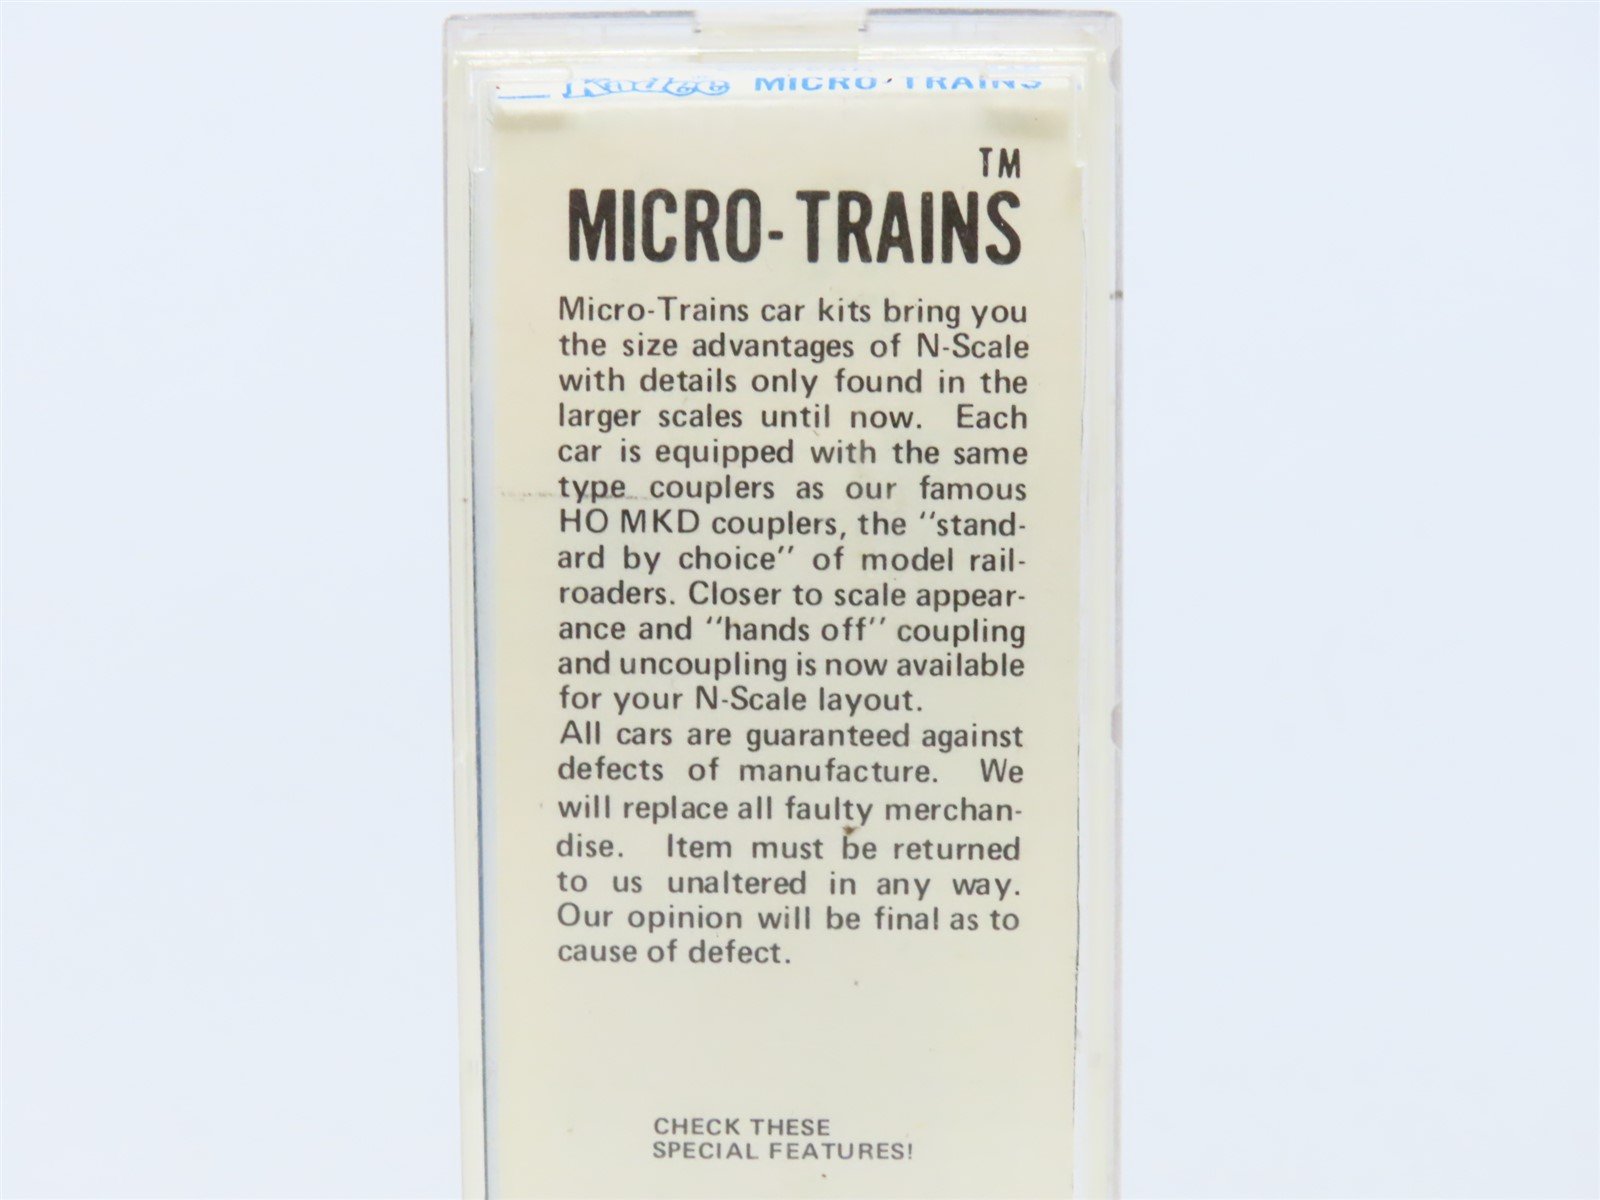 Kadee MICRO-TRAINS
TM
MICRO-TRAINS
Micro-Trains car kits bring you
the size advantages of N-Scale
with details only found in the
larger scales until now. Each
car is equipped with the same
type couplers as our famous
HO MKD couplers, the "stand-
ard by choice" of model rail-
roaders. Closer to scale appear-
ance and "hands off" coupling
and uncoupling is now available
for your N-Scale layout.
All cars are guaranteed against
defects of manufacture. We
will replace all faulty merchan-
dise. Item must be returned
to us unaltered in any way.
Our opinion will be final as to
cause of defect.
CHECK THESE
SPECIAL FEATURES!